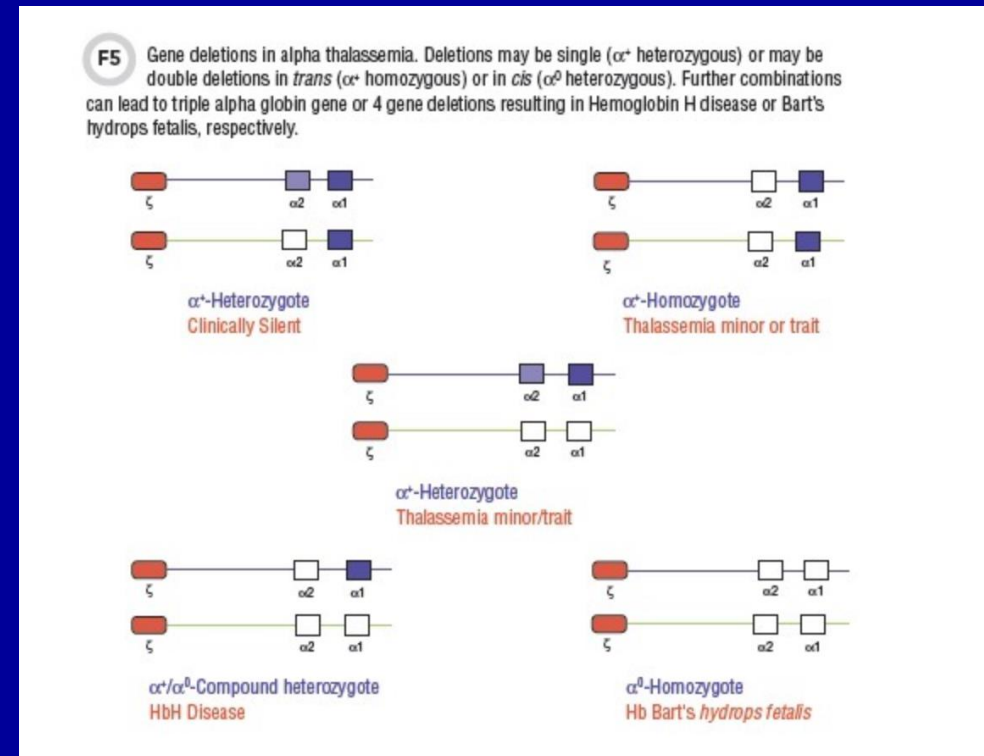 F5 Gene deletions in alpha thalassemia. Deletions may be single (α⁺ heterozygous) or may be
double deletions in trans (α⁺ homozygous) or in cis (α⁰ heterozygous). Further combinations
can lead to triple alpha globin gene or 4 gene deletions resulting in Hemoglobin H disease or Bart's
hydrops fetalis, respectively.
ζ α2 α1
ζ α2 α1
α⁺-Heterozygote
Clinically Silent
ζ α2 α1
ζ α2 α1
α⁺-Homozygote
Thalassemia minor or trait
ζ α2 α1
ζ α2 α1
α⁺-Heterozygote
Thalassemia minor/trait
ζ α2 α1
ζ α2 α1
α⁺/α⁰-Compound heterozygote
HbH Disease
ζ α2 α1
ζ α2 α1
α⁰-Homozygote
Hb Bart's hydrops fetalis